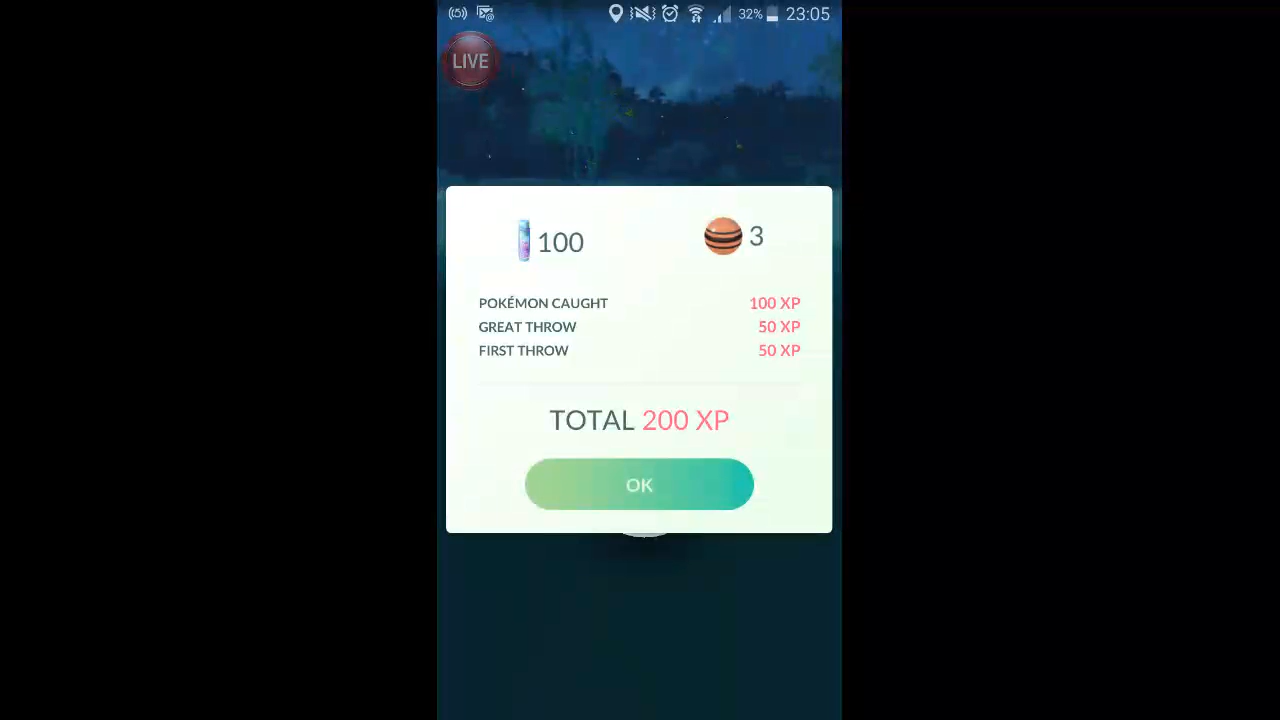 32% 23:05
LIVE
100 3
POKÉMON CAUGHT 100 XP
GREAT THROW 50 XP
FIRST THROW 50 XP
TOTAL 200 XP
OK